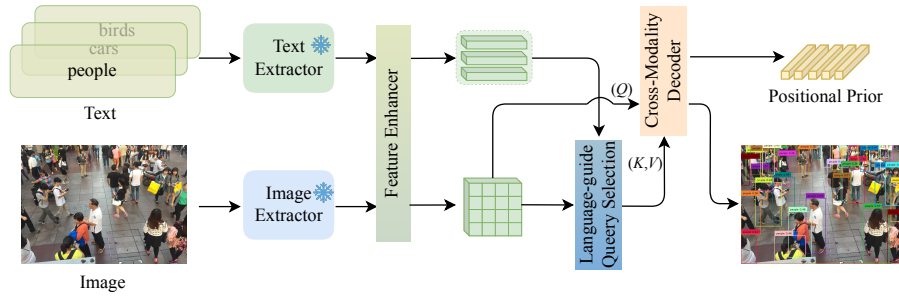 birds
cars
people
Text
Text
Extractor
Feature Enhancer
(Q)
Cross-Modality
Decoder
Positional Prior
Image
Extractor
Language-guide
Queery Selection
(K,V)
Image